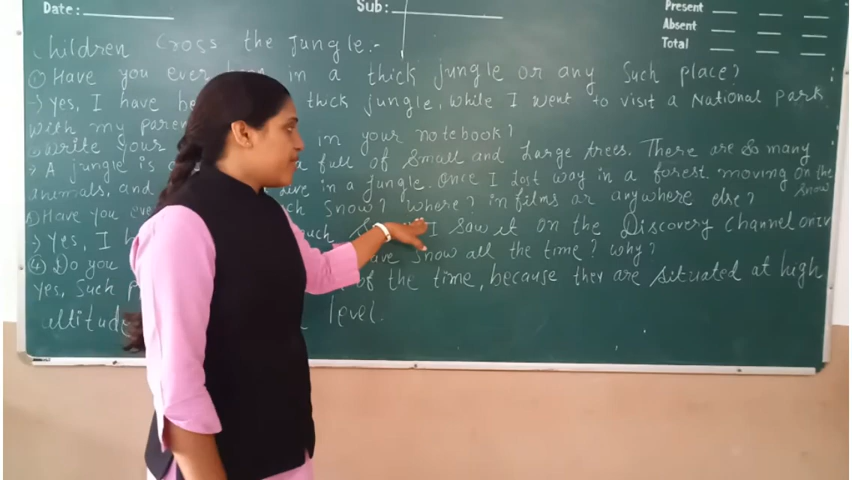 Date: Sub: Present
Absent
Total
Children Cross the Jungle.-
① Have you ever in a thick jungle or any Such place?
→ Yes, I have thick jungle, while I went to visit a National Park
with my
Write your in your notebook?
→ A jungle is full of Small and Large trees. There are So many
animals, and in a jungle. Once I Lost way in a forest moving on the
snow
Have you Snow? Where? in films or anywhere else?
→ Yes, I such I saw it on the Discovery Channel on TV
④ Do you have Snow all the time? Why?
Yes, Such of the time, because they are situated at high
level.